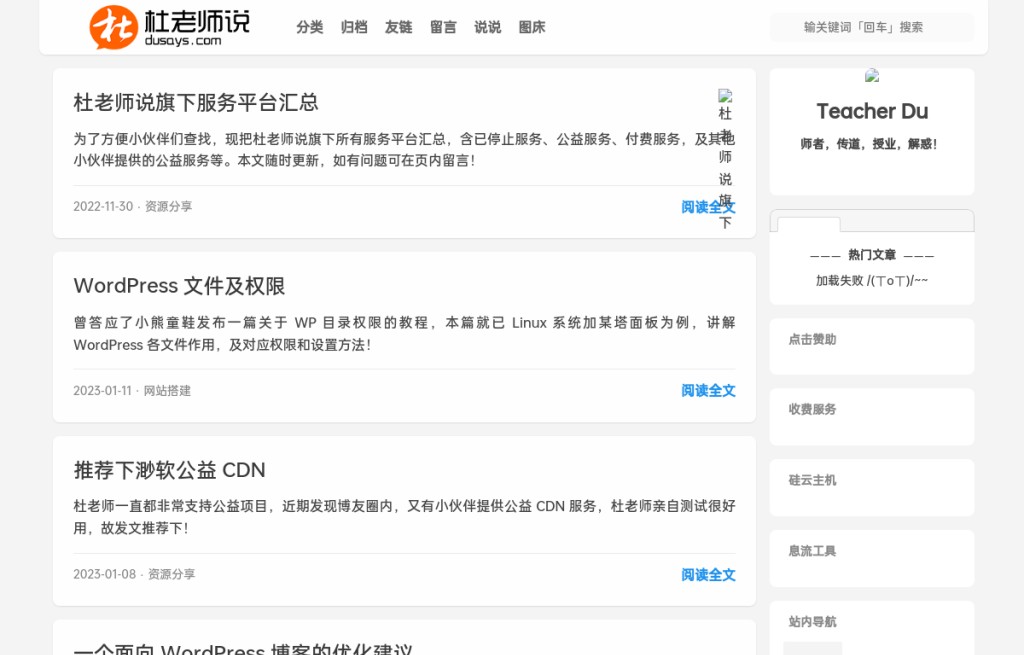 社 杜老师说
dusays.com
分类 归档 友链 留言 说说 图床
输关键词「回车」搜索
杜老师说旗下服务平台汇总
为了方便小伙伴们查找，现把杜老师说旗下所有服务平台汇总，含已停止服务、公益服务、付费服务，及其他
小伙伴提供的公益服务等。本文随时更新，如有问题可在页内留言！
杜
老
师
说
旗
下
2022-11-30 · 资源分享
阅读全文
WordPress 文件及权限
曾答应了小熊童鞋发布一篇关于 WP 目录权限的教程，本篇就已 Linux 系统加某塔面板为例，讲解
WordPress 各文件作用，及对应权限和设置方法！
2023-01-11 · 网站搭建
阅读全文
推荐下渺软公益 CDN
杜老师一直都非常支持公益项目，近期发现博友圈内，又有小伙伴提供公益 CDN 服务，杜老师亲自测试很好
用，故发文推荐下！
2023-01-08 · 资源分享
阅读全文
一个面向 WordPress 博客的优化建议
Teacher Du
师者，传道，授业，解惑！
——— 热门文章 ———
加载失败 /(ㄒoㄒ)/~~
点击赞助
收费服务
硅云主机
息流工具
站内导航